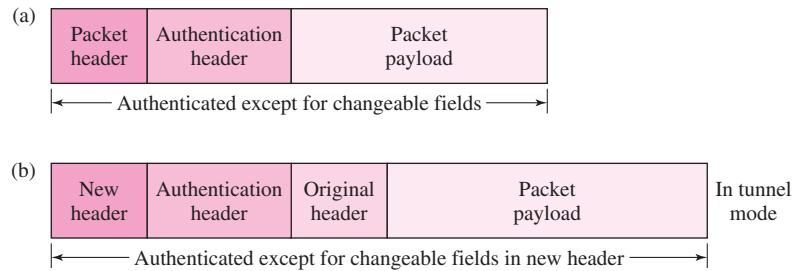 (a)
Packet
header
Authentication
header
Packet
payload
Authenticated except for changeable fields
(b)
New
header
Authentication
header
Original
header
Packet
payload
In tunnel
mode
Authenticated except for changeable fields in new header